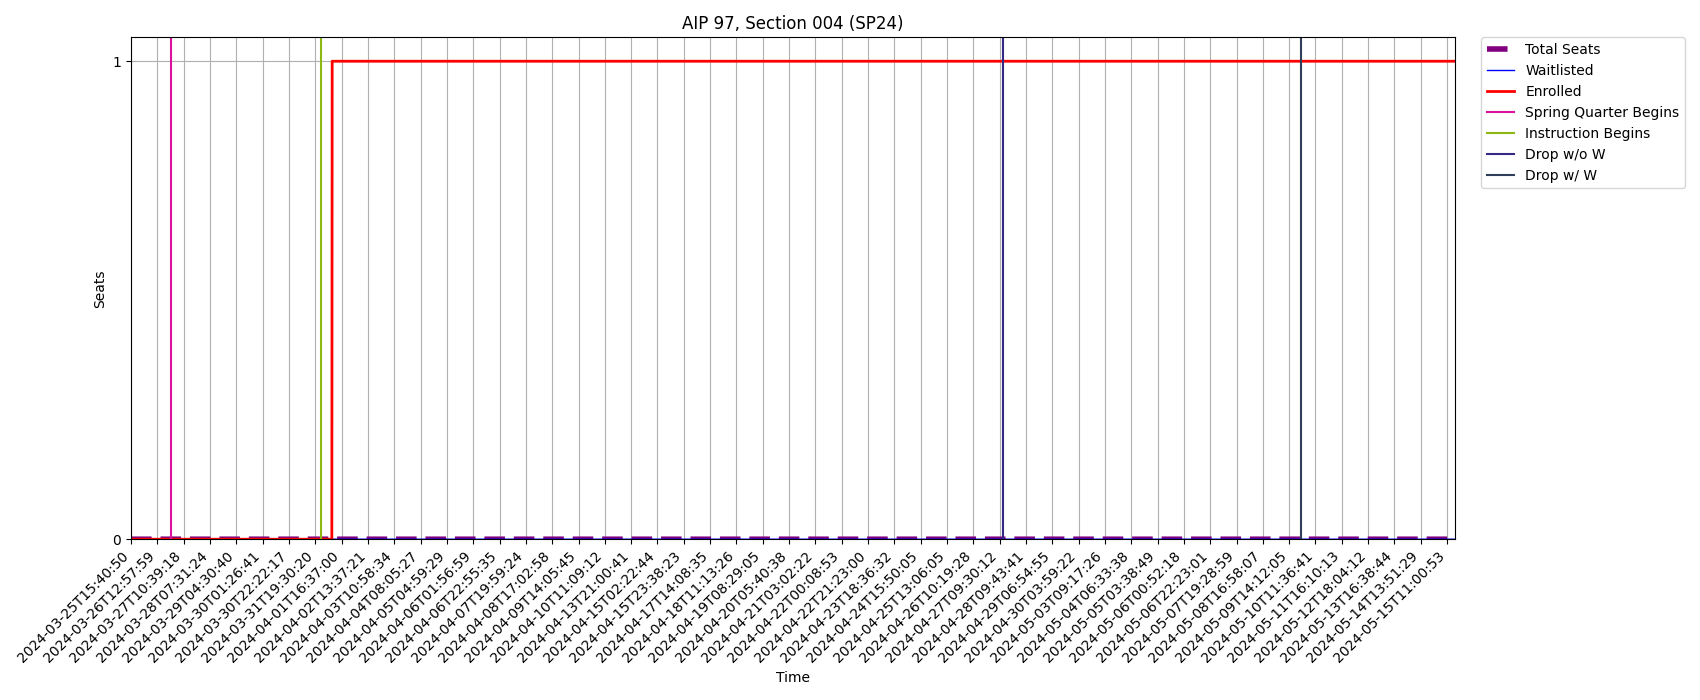 AIP 97, Section 004 (SP24)
Total Seats
Waitlisted
Enrolled
Spring Quarter Begins
Instruction Begins
Drop w/o W
Drop w/ W
Seats
1
0
2024-03-25T15:40:50
2024-03-26T12:57:59
2024-03-27T10:39:18
2024-03-28T07:31:24
2024-03-29T04:30:40
2024-03-30T01:26:41
2024-03-30T22:22:17
2024-03-31T19:30:20
2024-04-01T16:37:00
2024-04-02T13:37:21
2024-04-03T10:58:34
2024-04-04T08:05:27
2024-04-05T04:59:29
2024-04-06T01:56:59
2024-04-06T22:55:35
2024-04-07T19:59:24
2024-04-08T17:02:58
2024-04-09T14:05:45
2024-04-10T11:09:12
2024-04-13T21:00:41
2024-04-15T02:22:44
2024-04-15T23:38:23
2024-04-17T14:08:35
2024-04-18T11:13:26
2024-04-19T08:29:05
2024-04-20T05:40:38
2024-04-21T03:02:22
2024-04-22T00:08:53
2024-04-22T21:23:00
2024-04-23T18:36:32
2024-04-24T15:50:05
2024-04-25T13:06:05
2024-04-26T10:19:28
2024-04-27T09:30:12
2024-04-28T09:43:41
2024-04-29T06:54:55
2024-04-30T03:59:22
2024-05-03T09:17:26
2024-05-04T06:33:38
2024-05-05T03:38:49
2024-05-06T00:52:18
2024-05-06T22:23:01
2024-05-07T19:28:59
2024-05-08T16:58:07
2024-05-09T14:12:05
2024-05-10T11:36:41
2024-05-11T16:10:13
2024-05-12T18:04:12
2024-05-13T16:38:44
2024-05-14T13:51:29
2024-05-15T11:00:53
Time